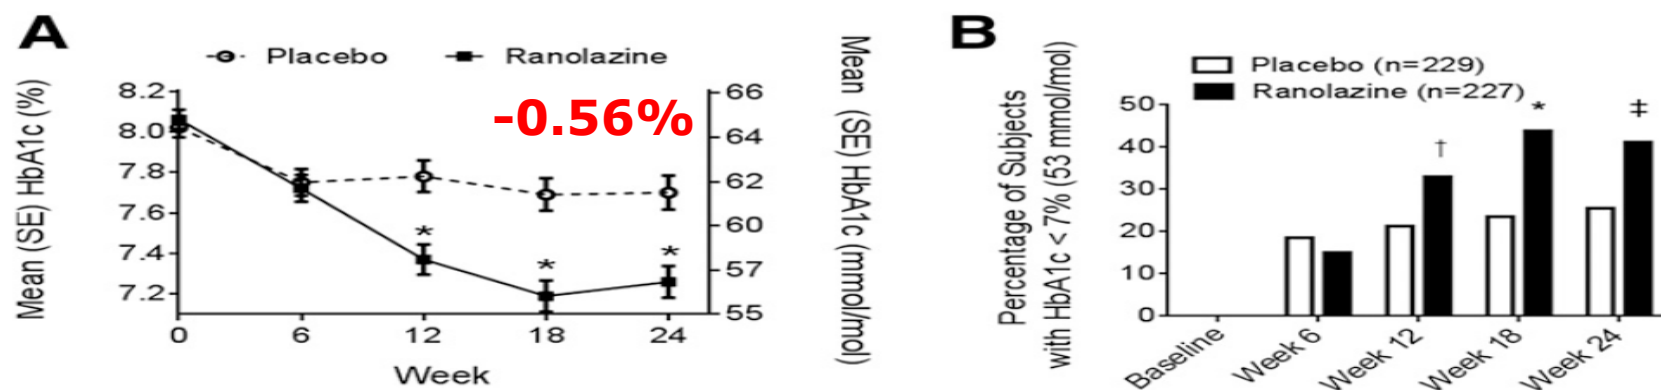 A
Placebo
Ranolazine
-0.56%
Mean (SE) HbA1c (%)
8.2
8.0
7.8
7.6
7.4
7.2
*
*
*
66
64
62
60
57
55
Mean (SE) HbA1c (mmol/mol)
0
6
12
18
24
Week
B
Placebo (n=229)
Ranolazine (n=227)
Percentage of Subjects
with HbA1c < 7% (53 mmol/mol)
50
40
30
20
10
0
†
*
‡
Baseline
Week 6
Week 12
Week 18
Week 24